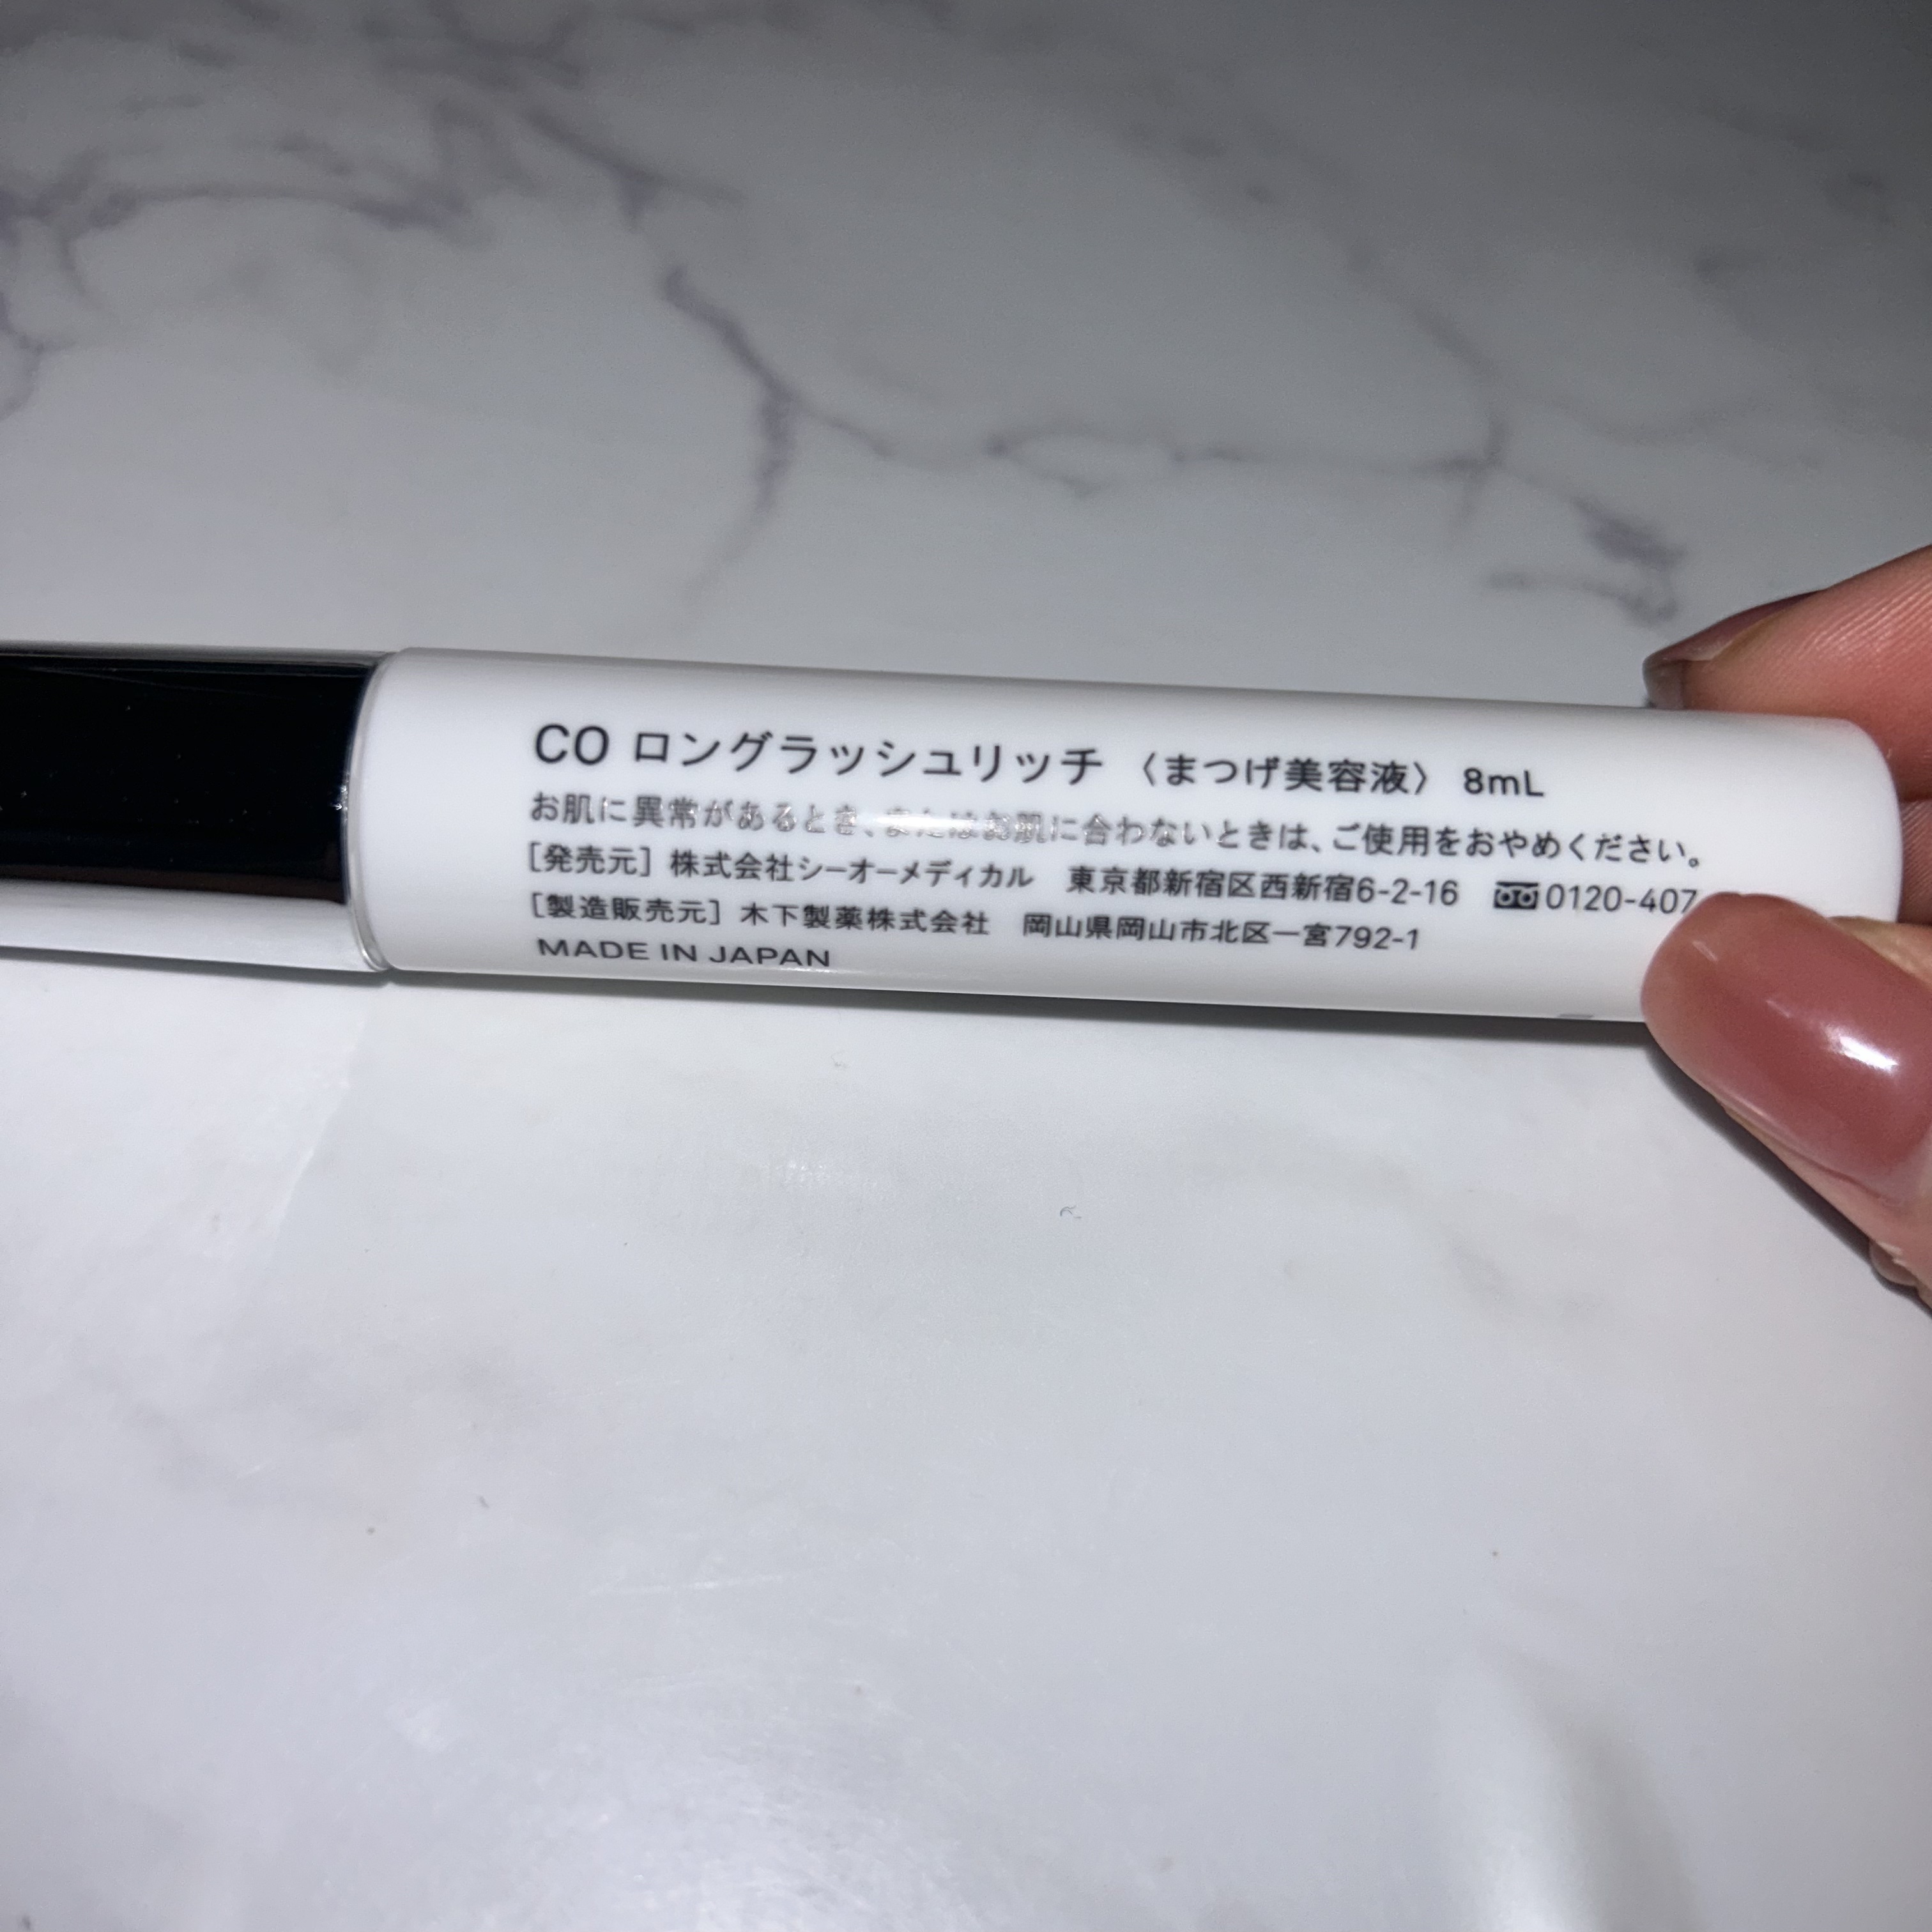 CO ロングラッシュリッチ 〈まつげ美容液〉 8mL
お肌に異常があるとき、またはお肌に合わないときは、ご使用をおやめください。
[発売元] 株式会社シーオーメディカル 東京都新宿区西新宿6-2-16 0120-407
[製造販売元] 木下製薬株式会社 岡山県岡山市北区一宮792-1
MADE IN JAPAN